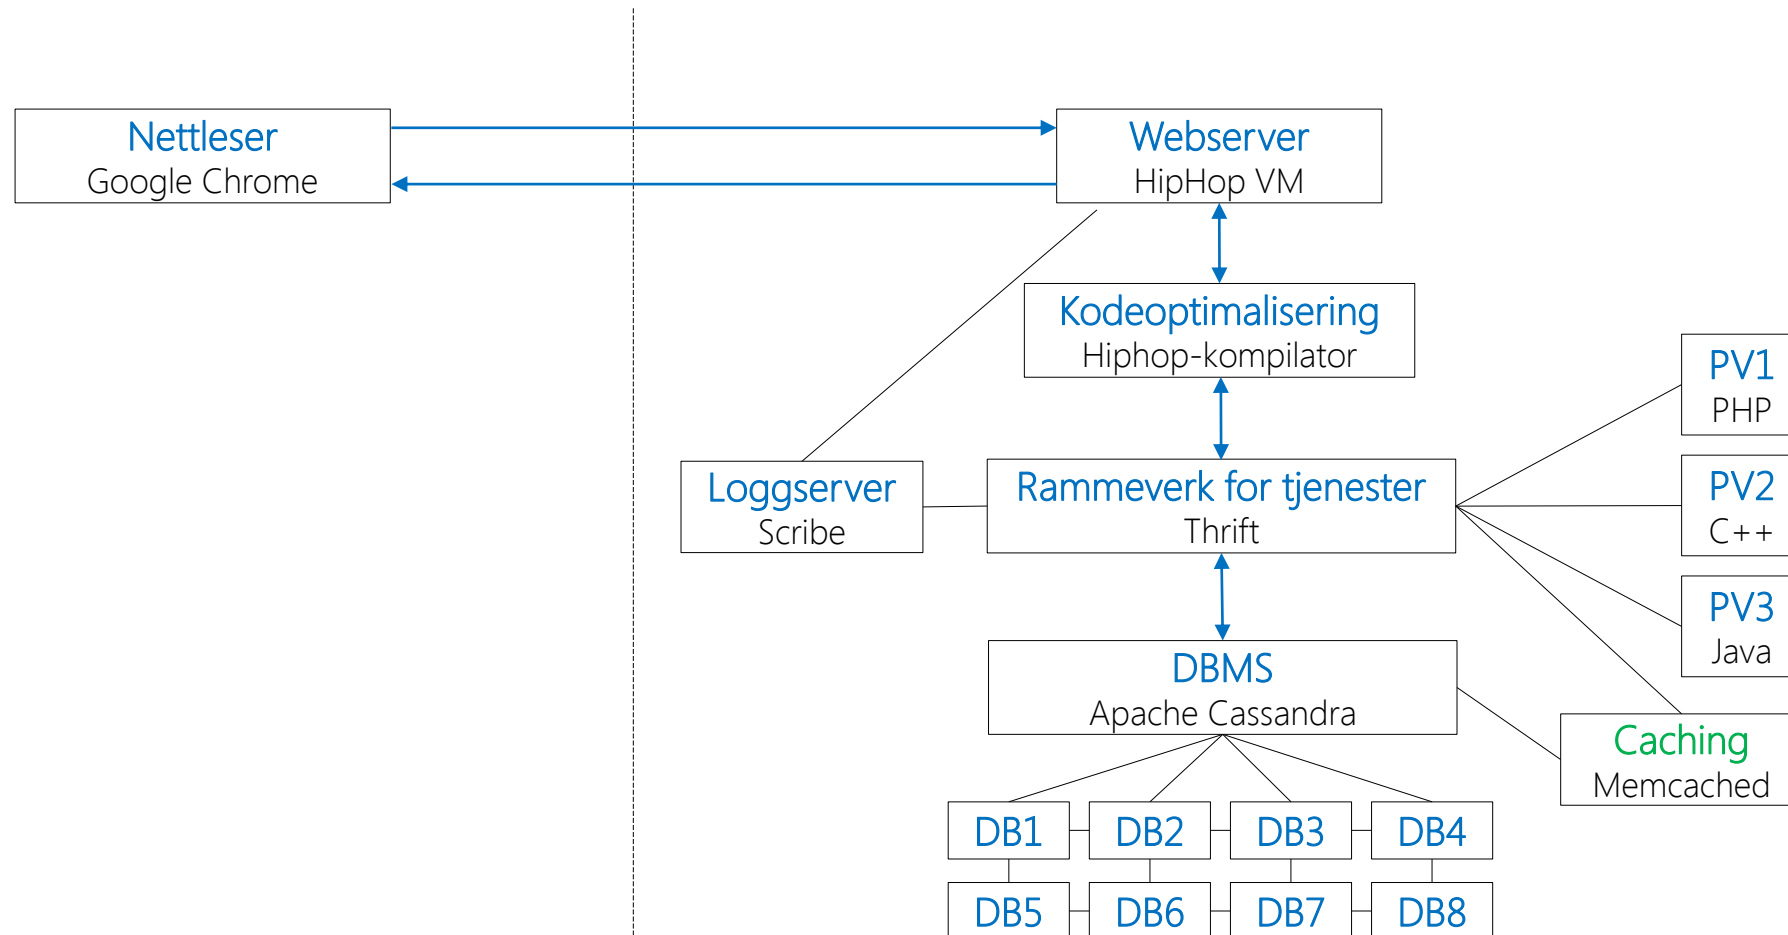 Nettleser
Google Chrome
Webserver
HipHop VM
Kodeoptimalisering
Hiphop-kompilator
PV1
PHP
Loggserver
Scribe
Rammeverk for tjenester
Thrift
PV2
C++
PV3
Java
DBMS
Apache Cassandra
Caching
Memcached
DB1
DB2
DB3
DB4
DB5
DB6
DB7
DB8